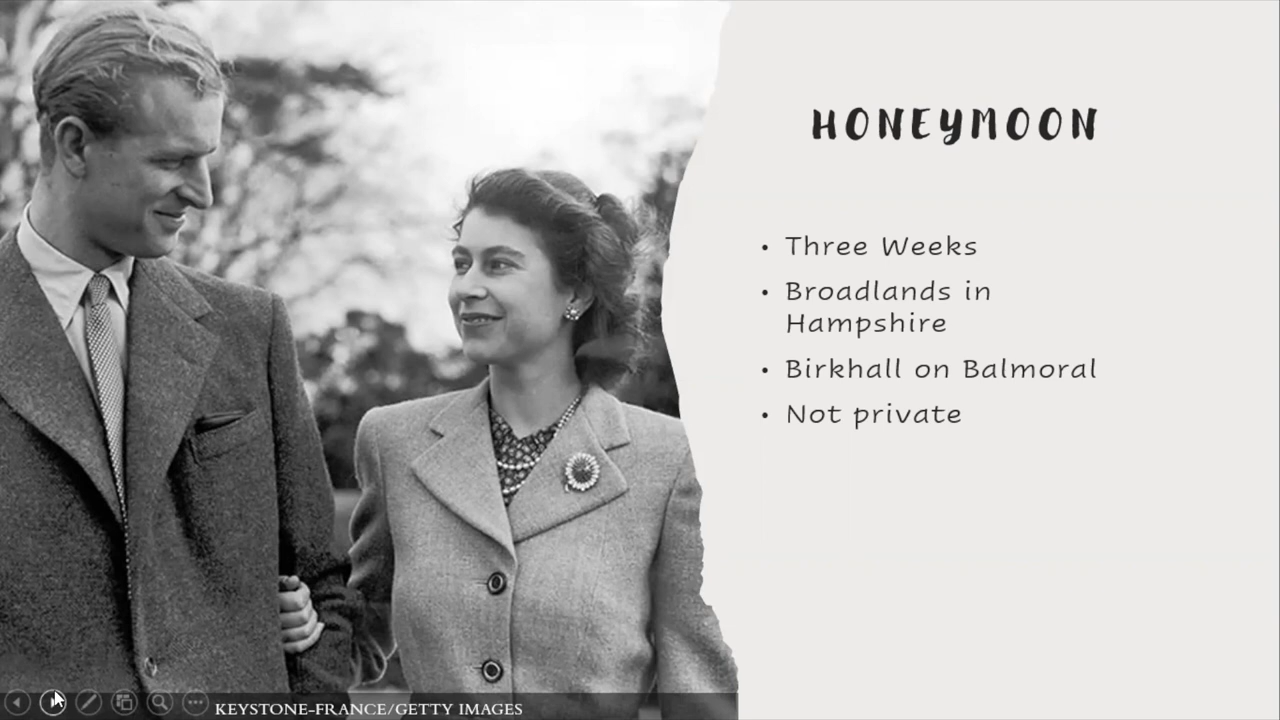 HONEYMOON
• Three Weeks
• Broadlands in
Hampshire
• Birkhall on Balmoral
• Not private
KEYSTONE-FRANCE/GETTY IMAGES